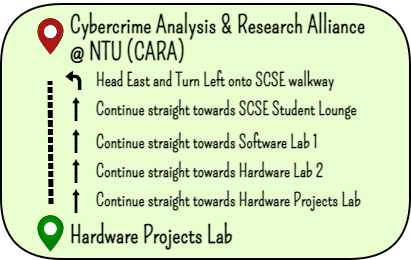 Cybercrime Analysis & Research Alliance
@ NTU (CARA)
Head East and Turn Left onto SCSE walkway
Continue straight towards SCSE Student Lounge
Continue straight towards Software Lab 1
Continue straight towards Hardware Lab 2
Continue straight towards Hardware Projects Lab
Hardware Projects Lab